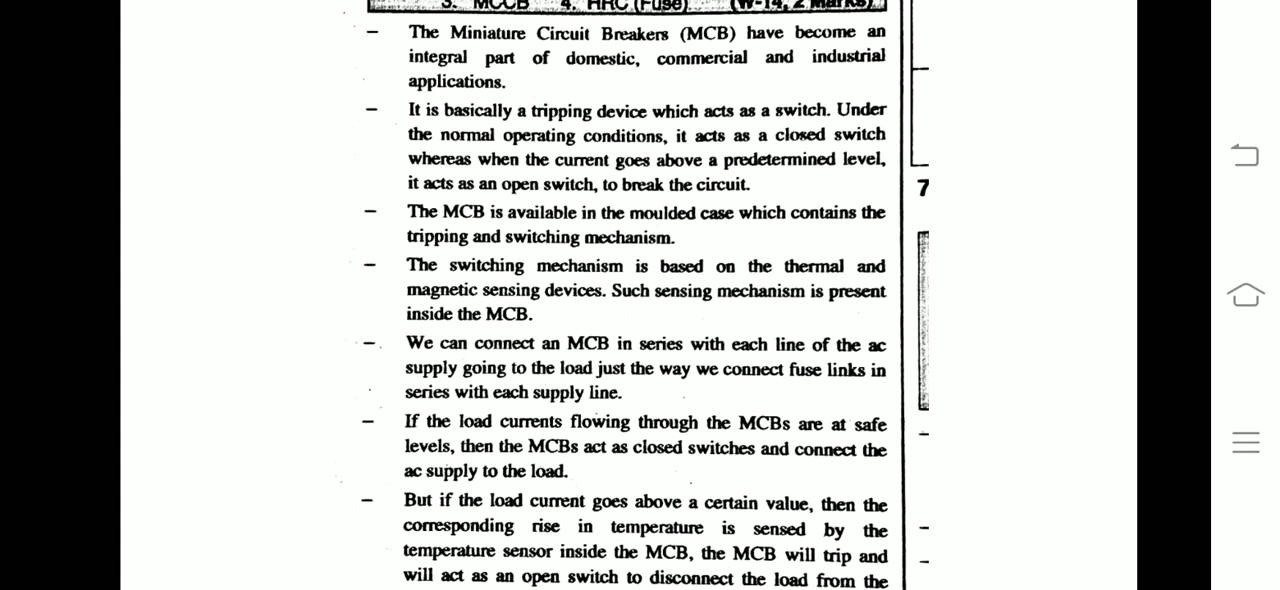 3. MCCB 4. HRC (Fuse) (W-14, 2 Marks)
– The Miniature Circuit Breakers (MCB) have become an
integral part of domestic, commercial and industrial
applications.
– It is basically a tripping device which acts as a switch. Under
the normal operating conditions, it acts as a closed switch
whereas when the current goes above a predetermined level,
it acts as an open switch, to break the circuit.
– The MCB is available in the moulded case which contains the
tripping and switching mechanism.
– The switching mechanism is based on the thermal and
magnetic sensing devices. Such sensing mechanism is present
inside the MCB.
– We can connect an MCB in series with each line of the ac
supply going to the load just the way we connect fuse links in
series with each supply line.
– If the load currents flowing through the MCBs are at safe
levels, then the MCBs act as closed switches and connect the
ac supply to the load.
– But if the load current goes above a certain value, then the
corresponding rise in temperature is sensed by the
temperature sensor inside the MCB, the MCB will trip and
will act as an open switch to disconnect the load from the
7